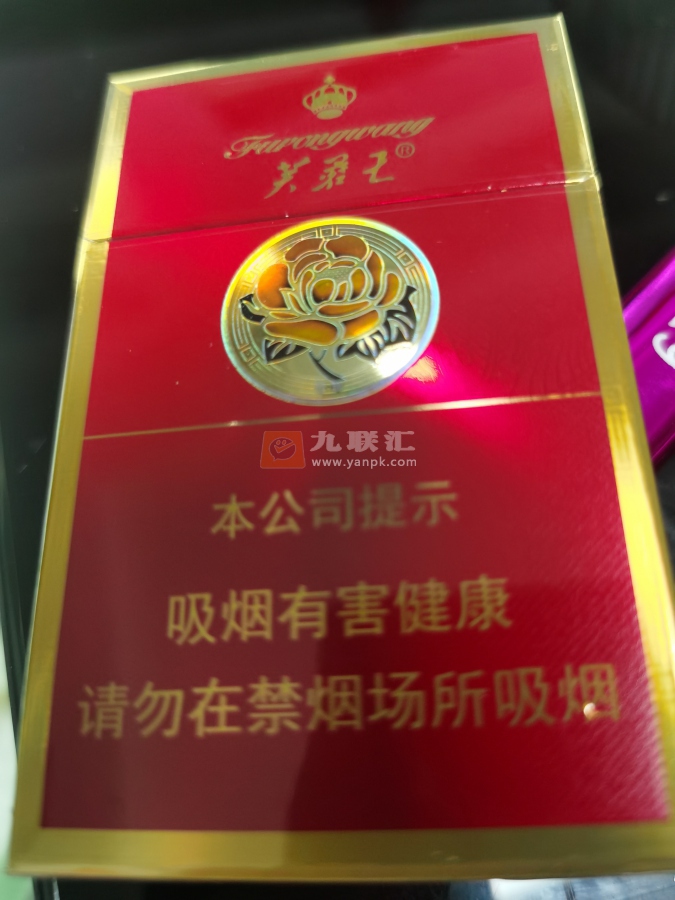 Furongwang
芙蓉王®
九联汇
www.yanpk.com
本公司提示
吸烟有害健康
请勿在禁烟场所吸烟